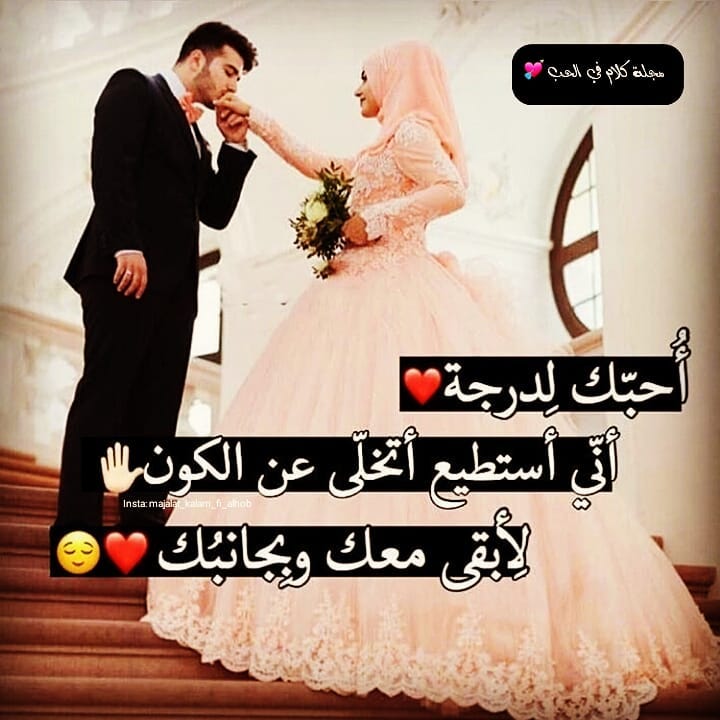 مجلة كلام في الحب 💘
أُحبّك لِدرجة❤️
أنّي أستطيع أتخلّى عن الكون✋🏻
Insta:majalat_kalam_fi_alhob
لِأبقى معك وبِجانبُك ❤️😌